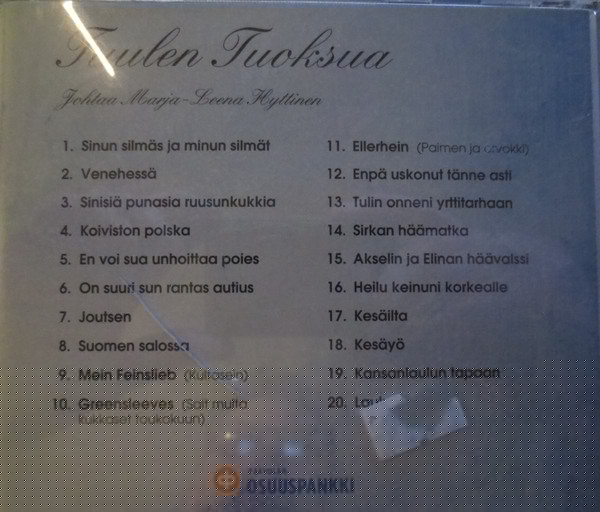 Tuulen Tuoksua
Johtaa Marja-Leena Hyttinen
1. Sinun silmäs ja minun silmät
2. Venehessä
3. Sinisiä punasia ruusunkukkia
4. Koiviston polska
5. En voi sua unhoittaa poies
6. On suuri sun rantas autius
7. Joutsen
8. Suomen salossa
9. Mein Feinslieb (Kultasein)
10. Greensleeves (Sait multa
kukkaset toukokuun)
11. Ellerhein (Paimen ja
12. Enpä uskonut tänne asti
13. Tulin onneni yrttitarhaan
14. Sirkan häämatka
15. Akselin ja Elinan häävalssi
16. Heilu keinuni korkealle
17. Kesäilta
18. Kesäyö
19. Kansanlaulun tapaan
20.
PAAVOLAN
OSUUSPANKKI